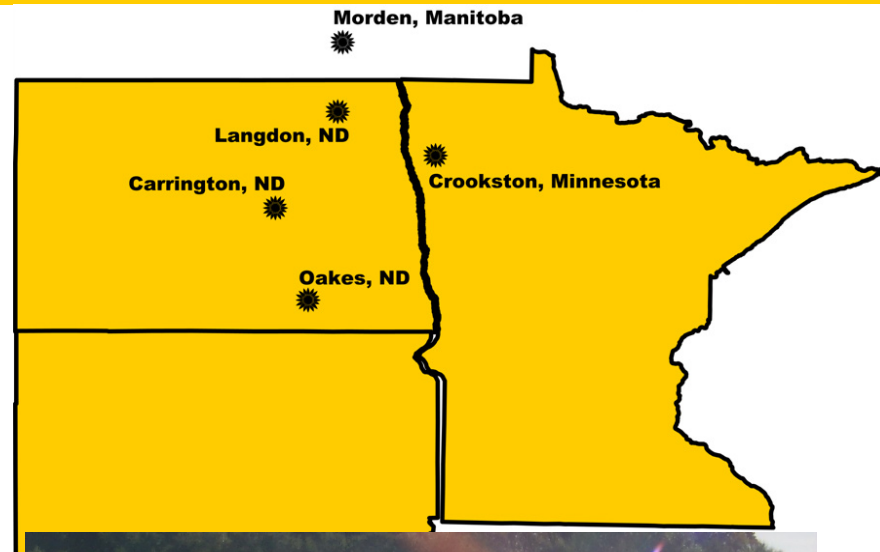 Morden, Manitoba
Langdon, ND
Carrington, ND
Crookston, Minnesota
Oakes, ND